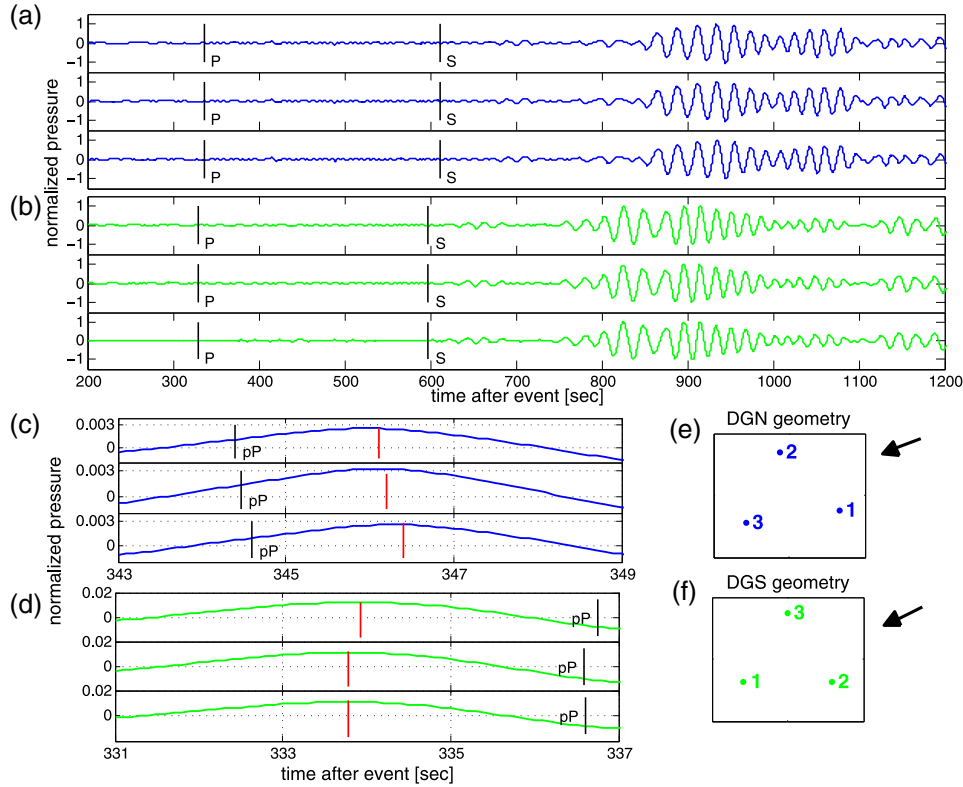 (a)
normalized pressure
1
0
−1
P
S
1
0
−1
P
S
1
0
−1
P
S
(b)
1
0
−1
P
S
1
0
−1
P
S
1
0
−1
P
S
200 300 400 500 600 700 800 900 1000 1100 1200
time after event [sec]
(c)
normalized pressure
0.003
0
pP
0.003
0
pP
0.003
0
pP
343 345 347 349
(d)
0.02
0
pP
0.02
0
pP
0.02
0
pP
331 333 335 337
time after event [sec]
(e)
DGN geometry
2
1
3
(f)
DGS geometry
3
1
2